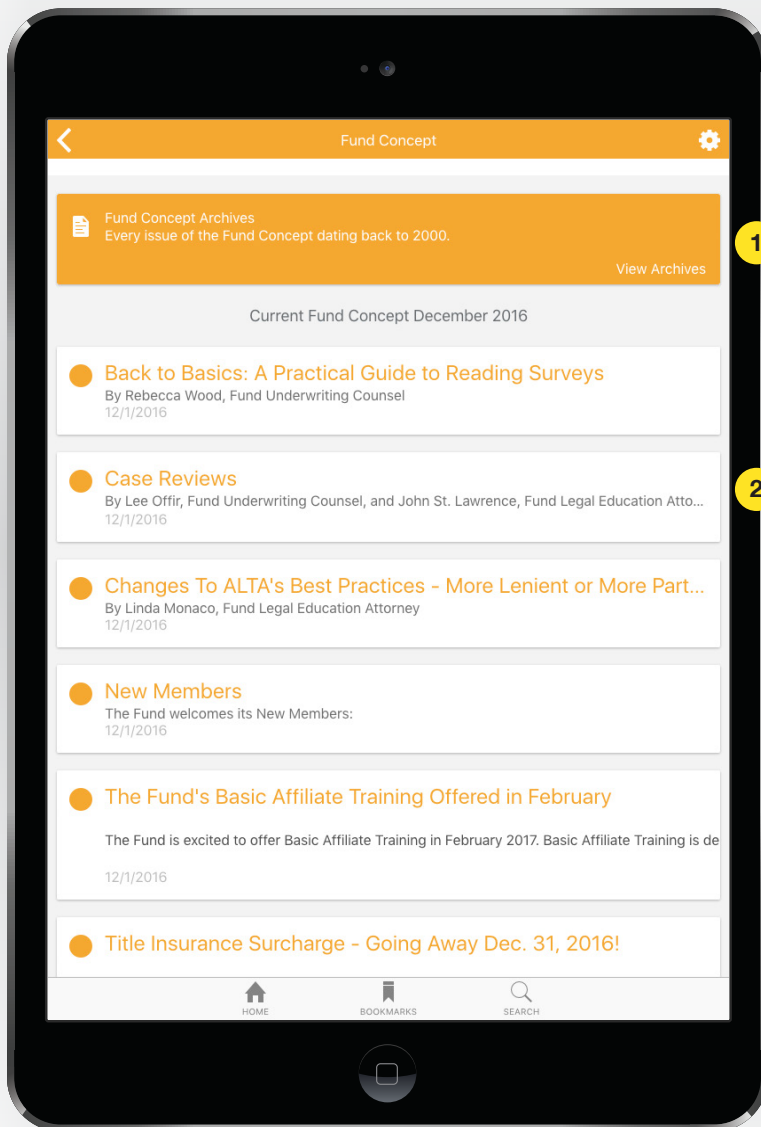 Fund Concept
Fund Concept Archives
Every issue of the Fund Concept dating back to 2000.
View Archives
1
Current Fund Concept December 2016
Back to Basics: A Practical Guide to Reading Surveys
By Rebecca Wood, Fund Underwriting Counsel
12/1/2016
Case Reviews
By Lee Offir, Fund Underwriting Counsel, and John St. Lawrence, Fund Legal Education Atto...
12/1/2016
2
Changes To ALTA's Best Practices - More Lenient or More Part...
By Linda Monaco, Fund Legal Education Attorney
12/1/2016
New Members
The Fund welcomes its New Members:
12/1/2016
The Fund's Basic Affiliate Training Offered in February
The Fund is excited to offer Basic Affiliate Training in February 2017. Basic Affiliate Training is de
12/1/2016
Title Insurance Surcharge - Going Away Dec. 31, 2016!
HOME
BOOKMARKS
SEARCH